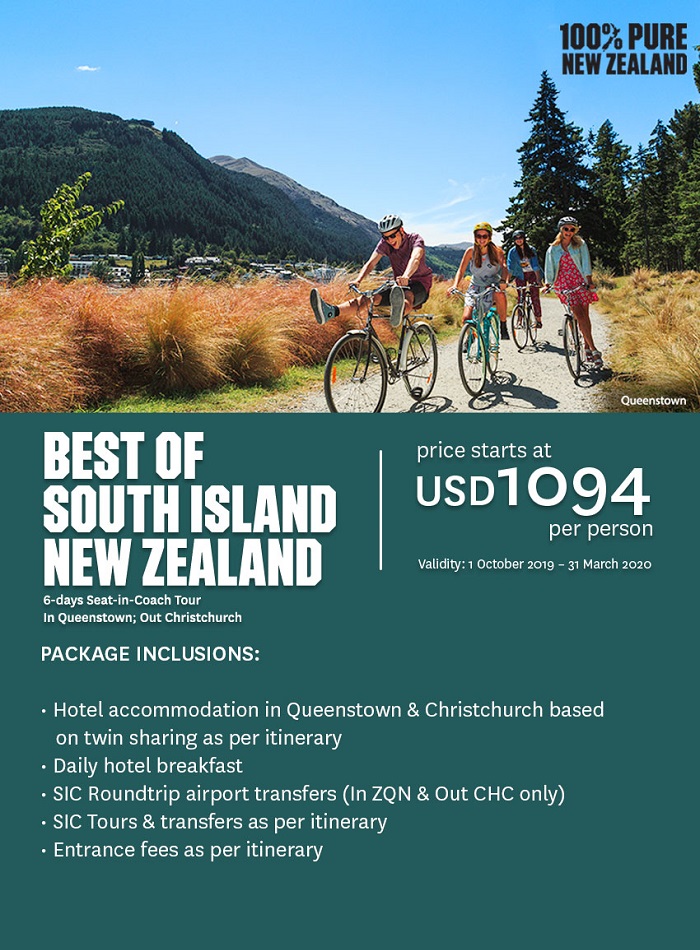 100% PURE
NEW ZEALAND
Queenstown
BEST OF
SOUTH ISLAND
NEW ZEALAND
6-days Seat-in-Coach Tour
In Queenstown; Out Christchurch
price starts at
USD1094
per person
Validity: 1 October 2019 – 31 March 2020
PACKAGE INCLUSIONS:
• Hotel accommodation in Queenstown & Christchurch based
on twin sharing as per itinerary
• Daily hotel breakfast
• SIC Roundtrip airport transfers (In ZQN & Out CHC only)
• SIC Tours & transfers as per itinerary
• Entrance fees as per itinerary